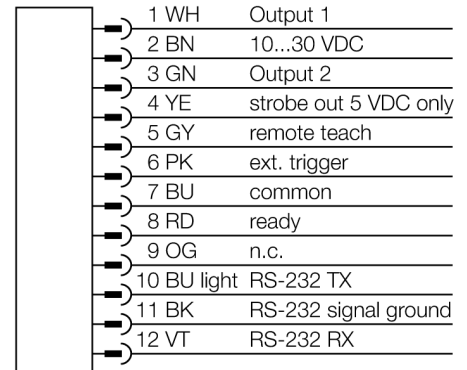 1 WH Output 1
2 BN 10...30 VDC
3 GN Output 2
4 YE strobe out 5 VDC only
5 GY remote teach
6 PK ext. trigger
7 BU common
8 RD ready
9 OG n.c.
10 BU light RS-232 TX
11 BK RS-232 signal ground
12 VT RS-232 RX